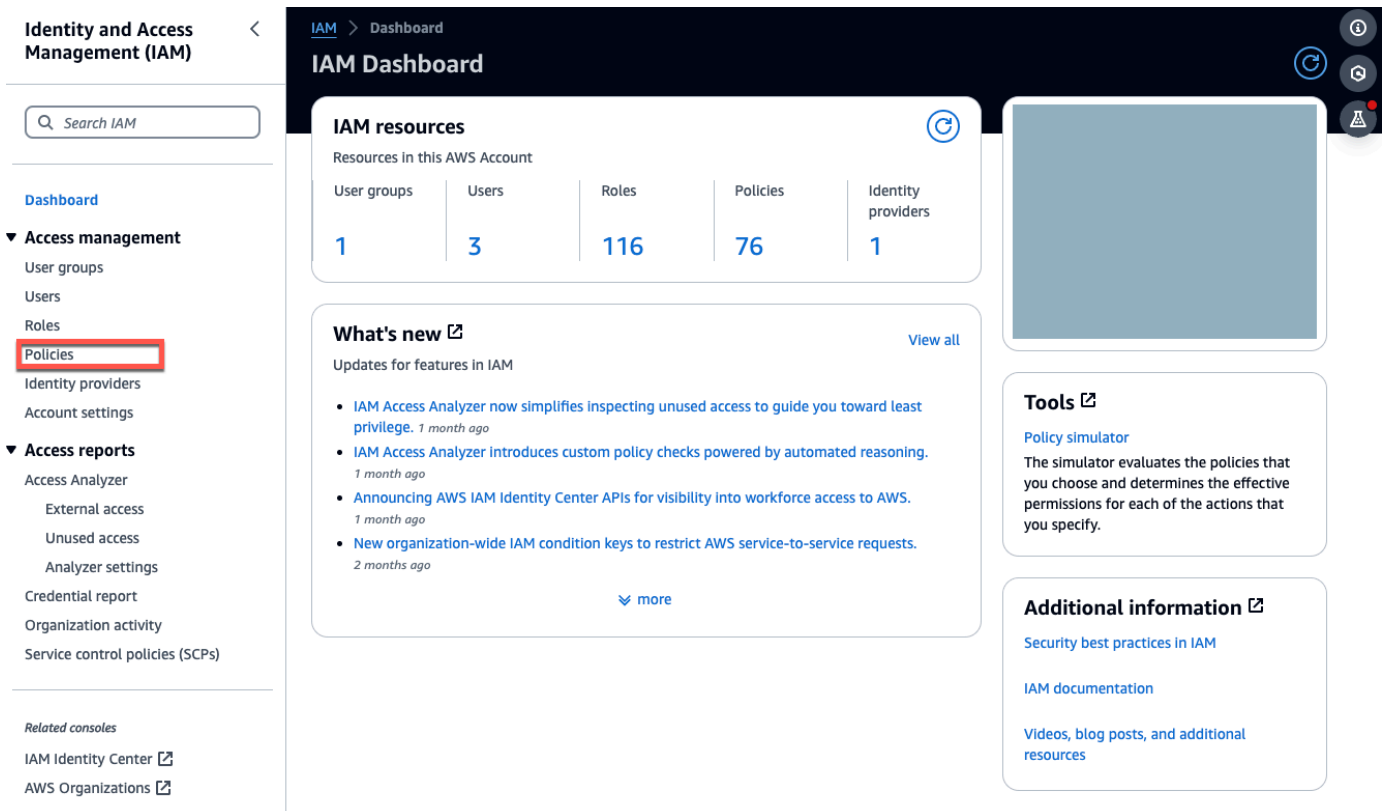 Identity and Access
Management (IAM)
Search IAM
Dashboard
Access management
User groups
Users
Roles
Policies
Identity providers
Account settings
Access reports
Access Analyzer
External access
Unused access
Analyzer settings
Credential report
Organization activity
Service control policies (SCPs)
Related consoles
IAM Identity Center
AWS Organizations
IAM > Dashboard
IAM Dashboard
IAM resources
Resources in this AWS Account
User groups
1
Users
3
Roles
116
Policies
76
Identity
providers
1
What's new
View all
Updates for features in IAM
• IAM Access Analyzer now simplifies inspecting unused access to guide you toward least
privilege. 1 month ago
• IAM Access Analyzer introduces custom policy checks powered by automated reasoning.
1 month ago
• Announcing AWS IAM Identity Center APIs for visibility into workforce access to AWS.
1 month ago
• New organization-wide IAM condition keys to restrict AWS service-to-service requests.
2 months ago
more
Tools
Policy simulator
The simulator evaluates the policies that
you choose and determines the effective
permissions for each of the actions that
you specify.
Additional information
Security best practices in IAM
IAM documentation
Videos, blog posts, and additional
resources